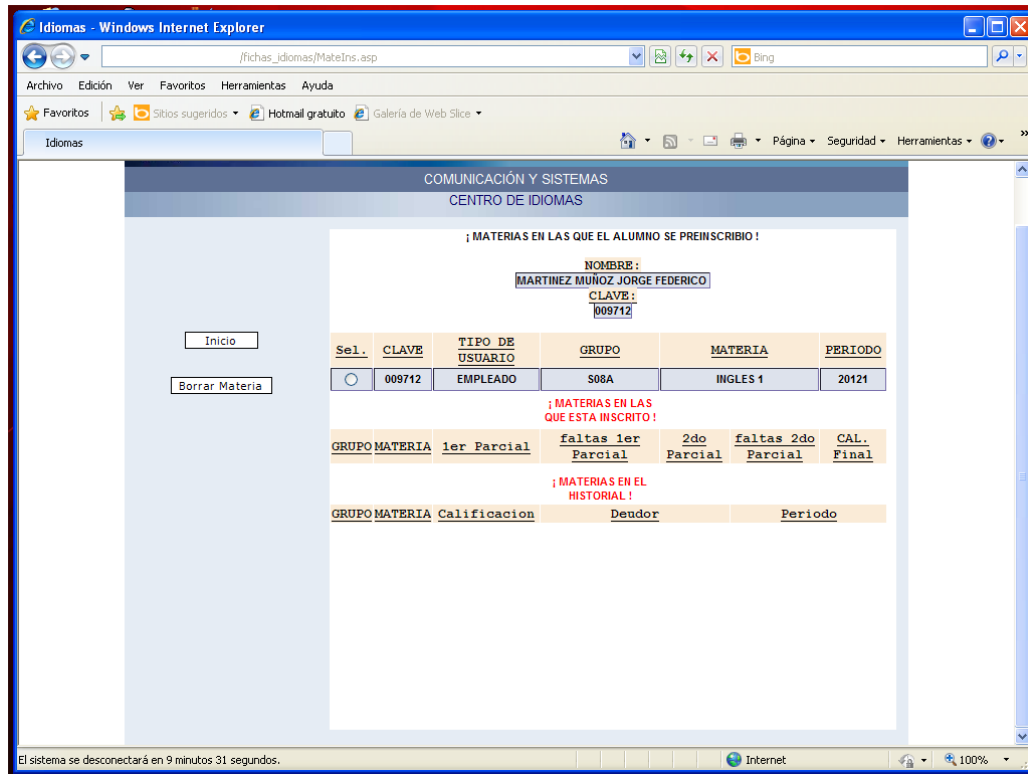 Idiomas - Windows Internet Explorer
/fichas_idiomas/MateIns.asp
Bing
Archivo Edición Ver Favoritos Herramientas Ayuda
Favoritos Sitios sugeridos Hotmail gratuito Galería de Web Slice
Idiomas Página Seguridad Herramientas »
COMUNICACIÓN Y SISTEMAS
CENTRO DE IDIOMAS
¡ MATERIAS EN LAS QUE EL ALUMNO SE PREINSCRIBIO !
NOMBRE:
MARTINEZ MUÑOZ JORGE FEDERICO
CLAVE:
009712
Inicio
Borrar Materia
Sel. CLAVE TIPO DE USUARIO GRUPO MATERIA PERIODO
009712 EMPLEADO S08A INGLES 1 20121
¡ MATERIAS EN LAS
QUE ESTA INSCRITO !
GRUPO MATERIA 1er Parcial faltas 1er Parcial 2do Parcial faltas 2do Parcial CAL. Final
¡ MATERIAS EN EL
HISTORIAL !
GRUPO MATERIA Calificacion Deudor Periodo
El sistema se desconectará en 9 minutos 31 segundos. Internet 100%